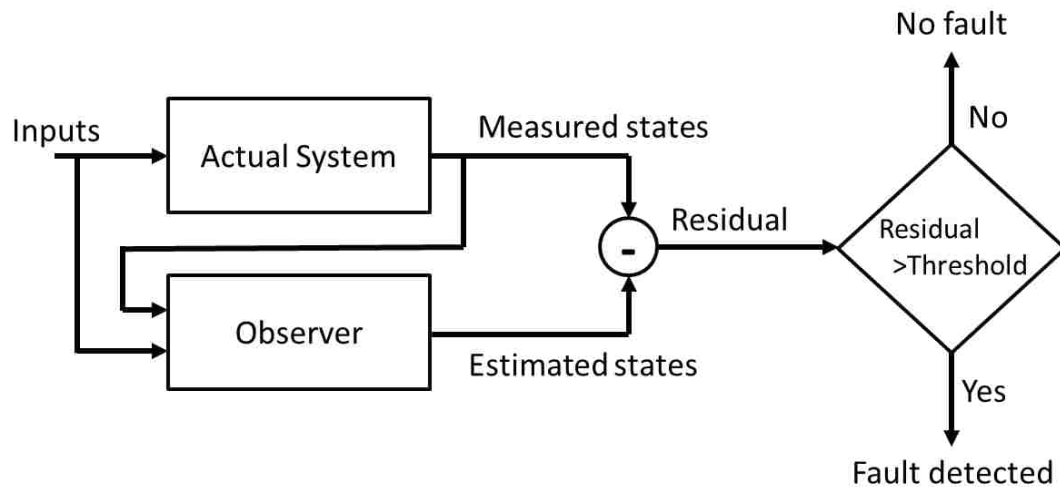 No fault
No
Inputs
Actual System
Measured states
Residual
-
Residual
>Threshold
Observer
Estimated states
Yes
Fault detected